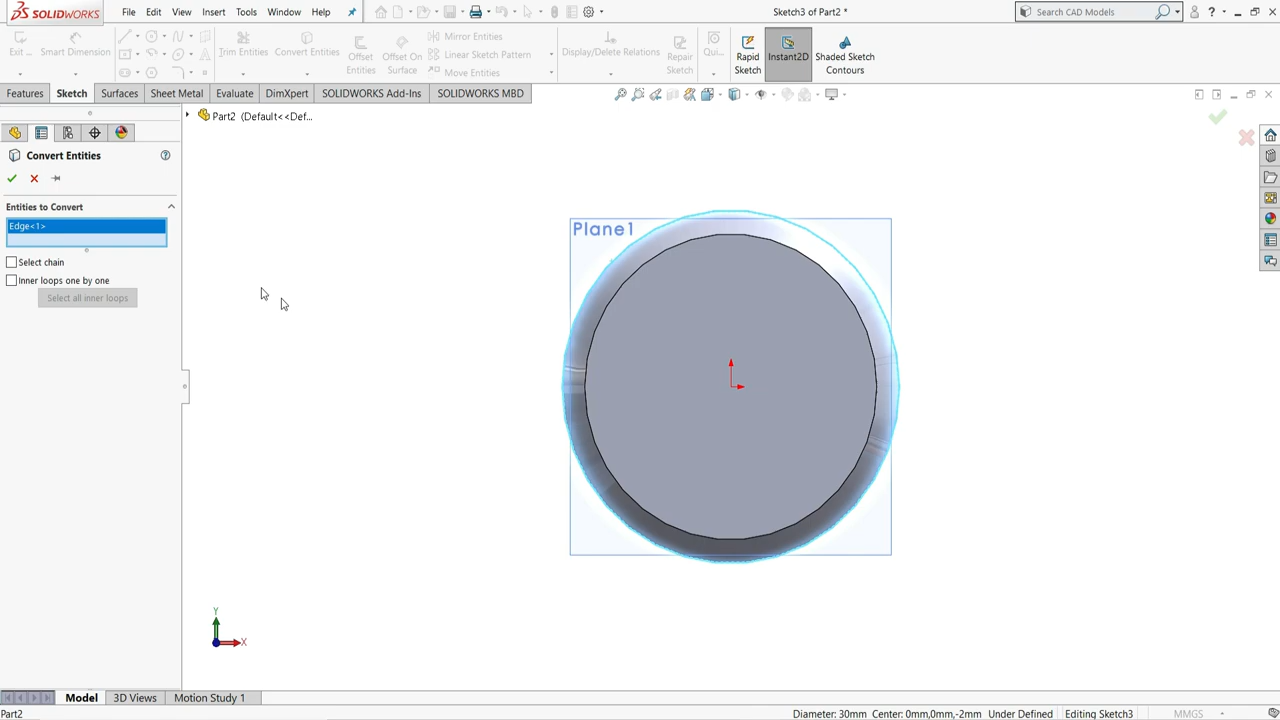 SOLIDWORKS File Edit View Insert Tools Window Help Sketch3 of Part2 * Search CAD Models ?
Exit ... Smart Dimension Trim Entities Convert Entities Offset Entities Offset On Surface Mirror Entities Linear Sketch Pattern Move Entities Display/Delete Relations Repair Sketch Qui... Rapid Sketch Instant2D Shaded Sketch Contours
Features Sketch Surfaces Sheet Metal Evaluate DimXpert SOLIDWORKS Add-Ins SOLIDWORKS MBD
Part2 (Default<<Def...
Convert Entities
Entities to Convert
Edge<1>
Plane1
Select chain
Inner loops one by one
Select all inner loops
Y
X
Model 3D Views Motion Study 1
Part2 Diameter: 30mm Center: 0mm,0mm,-2mm Under Defined Editing Sketch3 MMGS